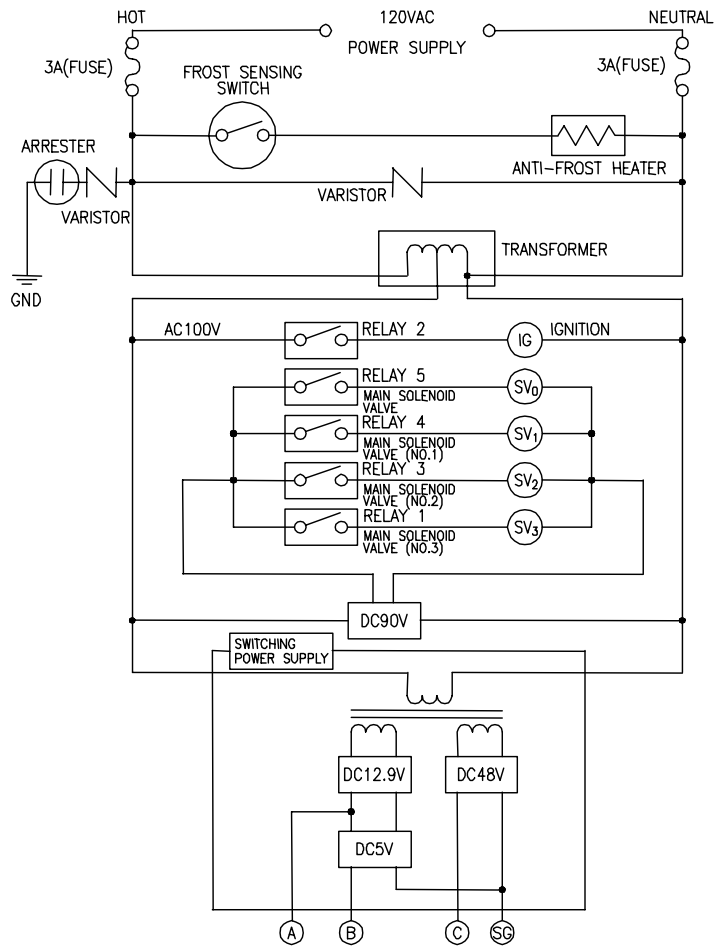 HOT
120VAC
NEUTRAL
POWER SUPPLY
3A(FUSE)
3A(FUSE)
FROST SENSING
SWITCH
ARRESTER
ANTI-FROST HEATER
VARISTOR
VARISTOR
TRANSFORMER
GND
AC100V
RELAY 2
IG
IGNITION
RELAY 5
MAIN SOLENOID
VALVE
SV0
RELAY 4
MAIN SOLENOID
VALVE (NO.1)
SV1
RELAY 3
MAIN SOLENOID
VALVE (NO.2)
SV2
RELAY 1
MAIN SOLENOID
VALVE (NO.3)
SV3
DC90V
SWITCHING
POWER SUPPLY
DC12.9V
DC48V
DC5V
A
B
C
SG